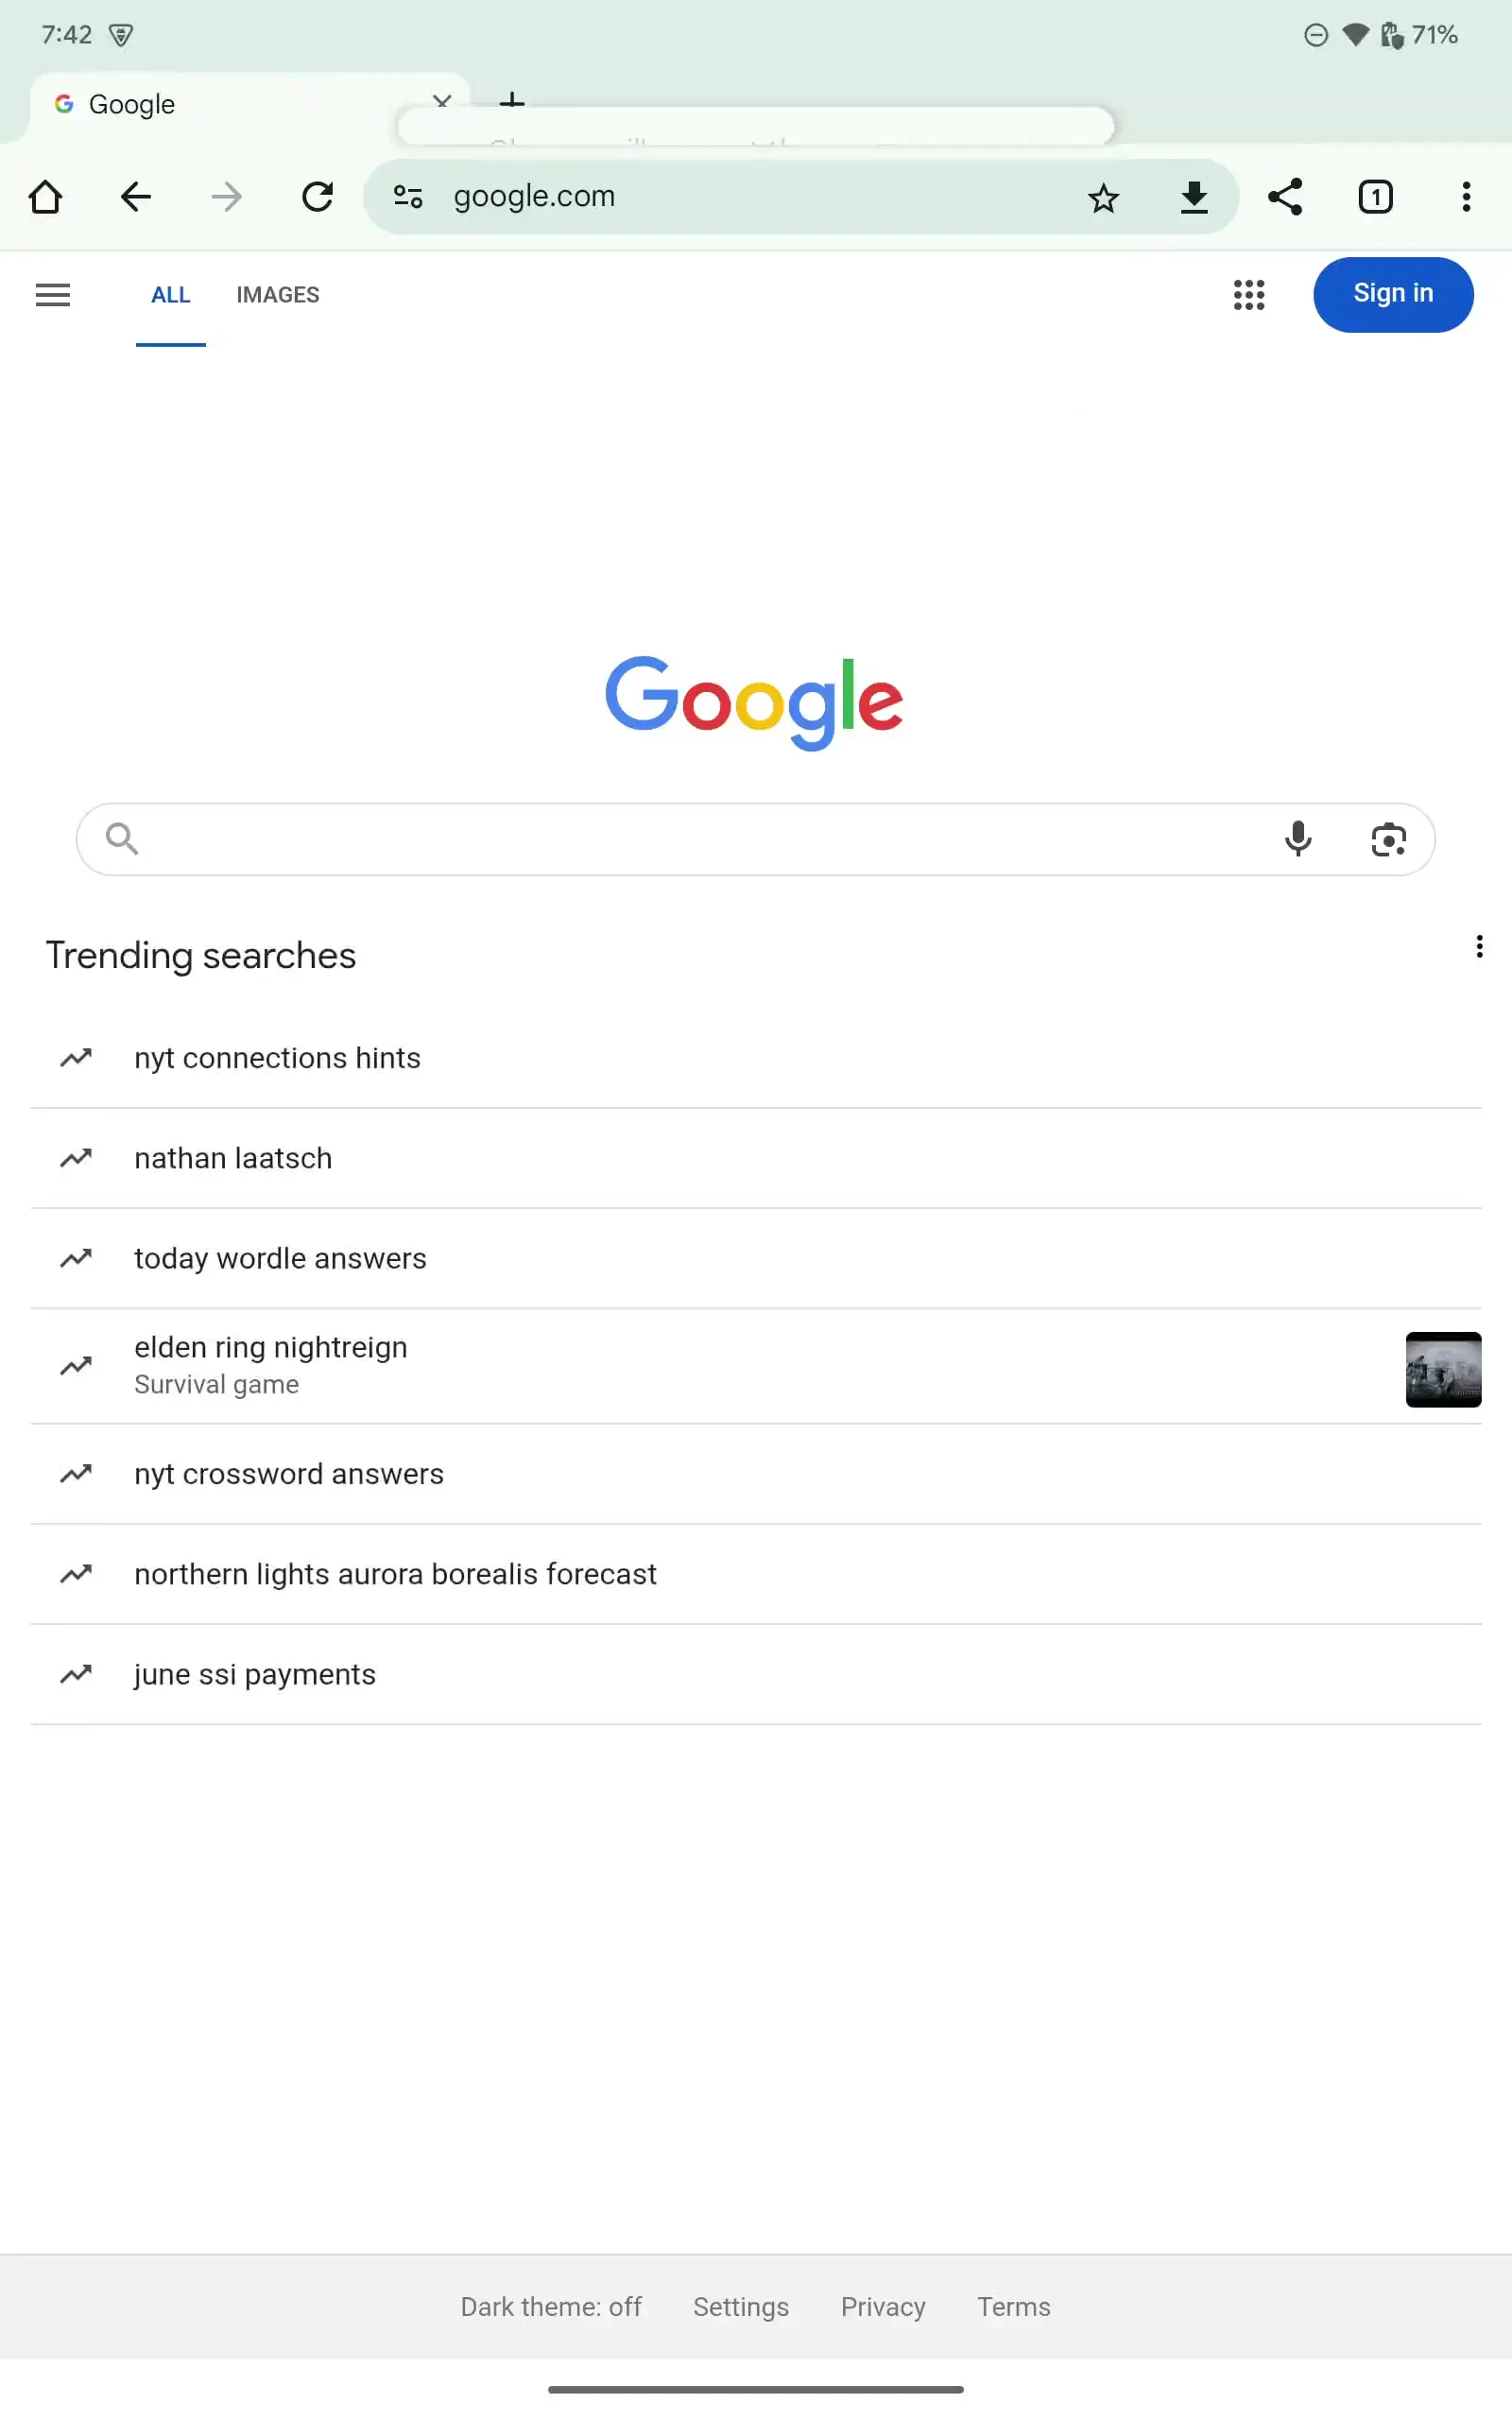 7:42
71%
Google
google.com
1
ALL IMAGES
Sign in
Google
Trending searches
nyt connections hints
nathan laatsch
today wordle answers
elden ring nightreign
Survival game
nyt crossword answers
northern lights aurora borealis forecast
june ssi payments
Dark theme: off Settings Privacy Terms